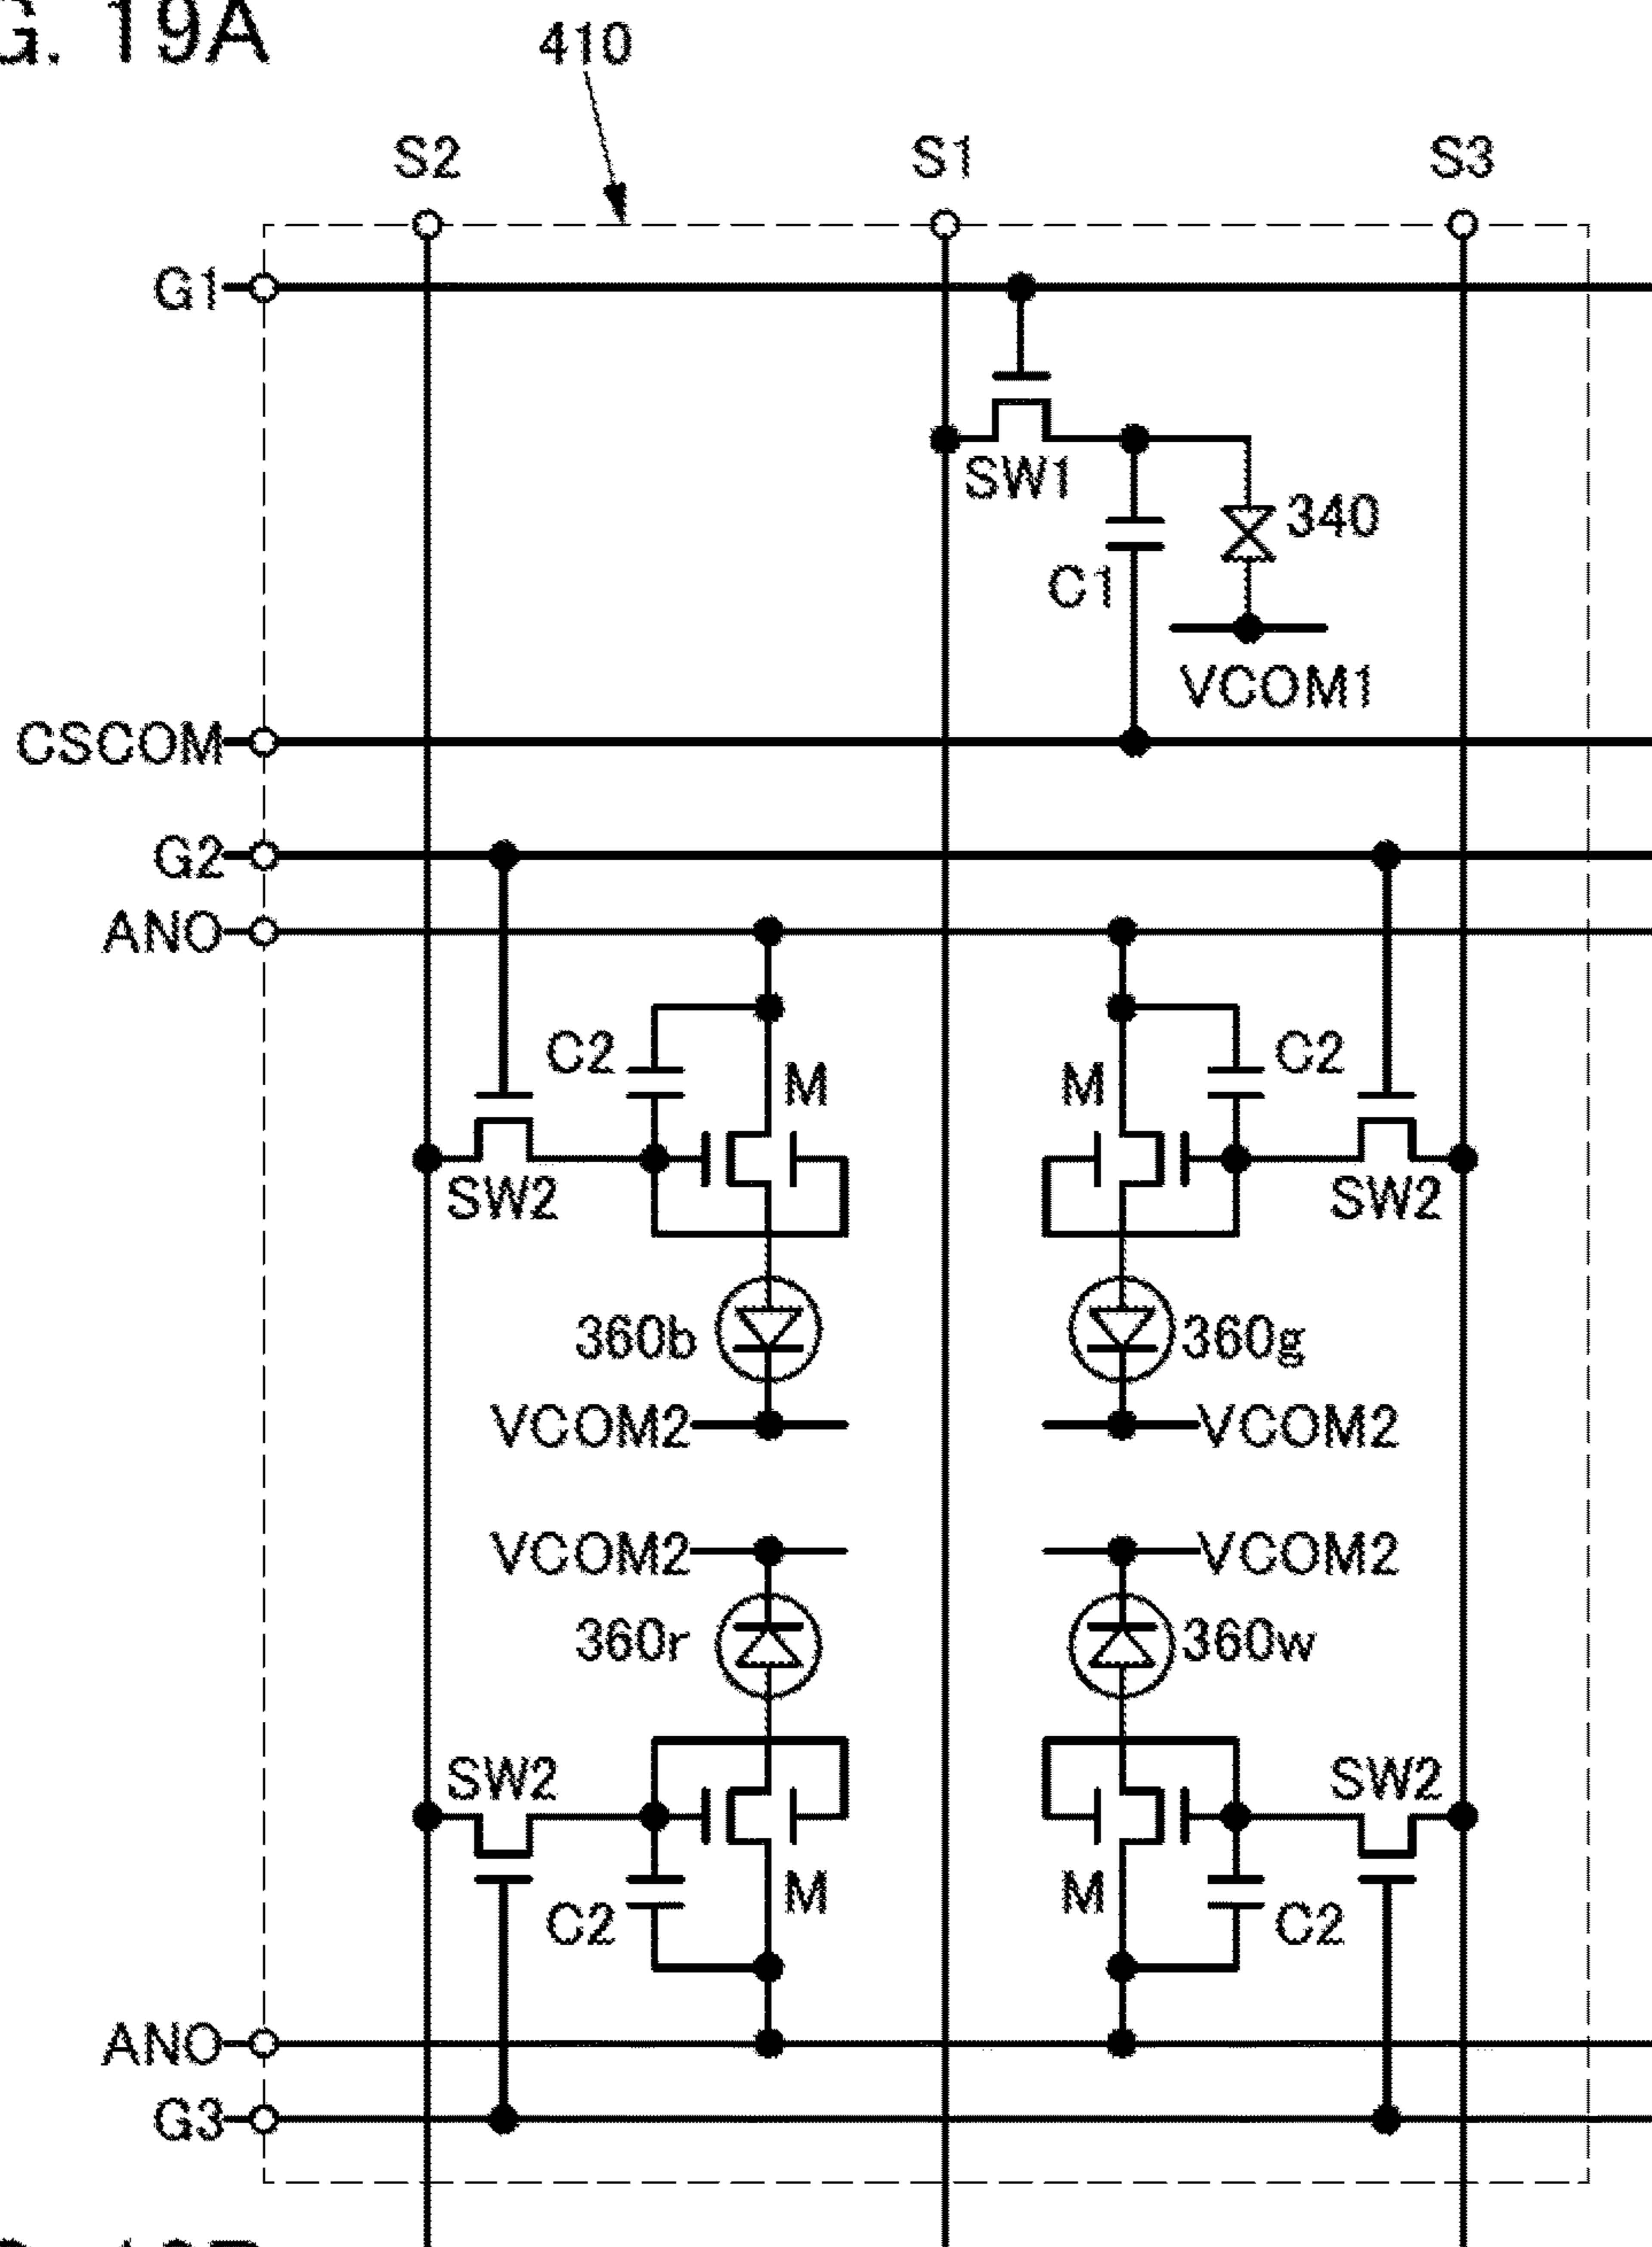 G. 19A
410
S2 S1 S3
G1
SW1
340
C1
VCOM1
CSCOM
G2
ANO
C2 M M C2
SW2 SW2
360b 360g
VCOM2 VCOM2
VCOM2 VCOM2
360r 360w
SW2 SW2
C2 M M C2
ANO
G3